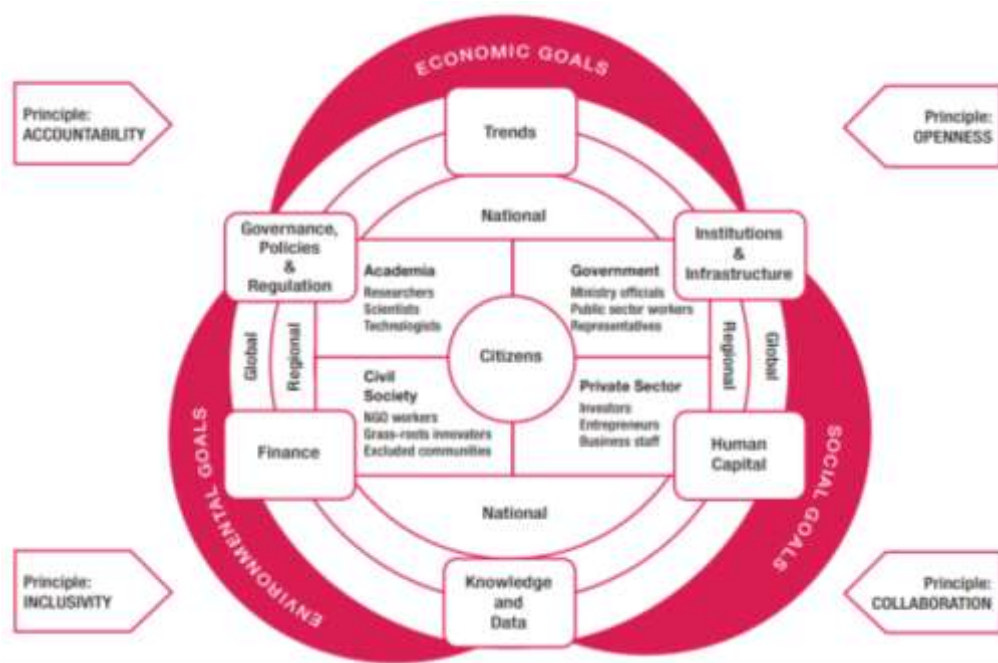 ECONOMIC GOALS
Principle:
ACCOUNTABILITY
Principle:
OPENNESS
Trends
National
Governance,
Policies
&
Regulation
Institutions
&
Infrastructure
Academia
Researchers
Scientists
Technologists
Government
Ministry officials
Public sector workers
Representatives
Global
Regional
Citizens
Regional
Global
Civil
Society
NGO workers
Grass-roots innovators
Excluded communities
Private Sector
Investors
Entrepreneurs
Business staff
Finance
Human
Capital
National
ENVIRONMENTAL GOALS
SOCIAL GOALS
Knowledge
and
Data
Principle:
INCLUSIVITY
Principle:
COLLABORATION